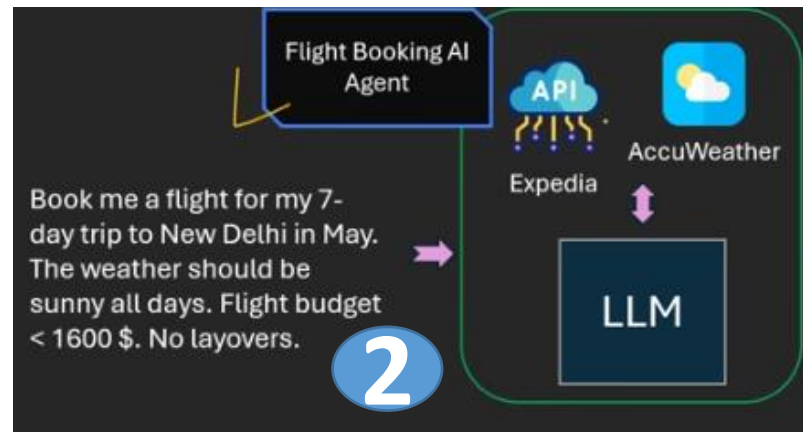 Flight Booking AI
Agent
API
AccuWeather
Expedia
Book me a flight for my 7-
day trip to New Delhi in May.
The weather should be
sunny all days. Flight budget
< 1600 $. No layovers.
LLM
2